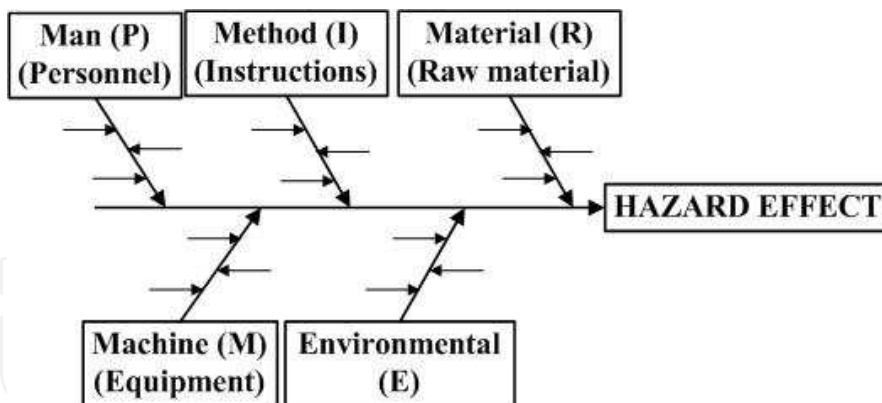 Man (P)
(Personnel)
Method (I)
(Instructions)
Material (R)
(Raw material)
HAZARD EFFECT
Machine (M)
(Equipment)
Environmental
(E)